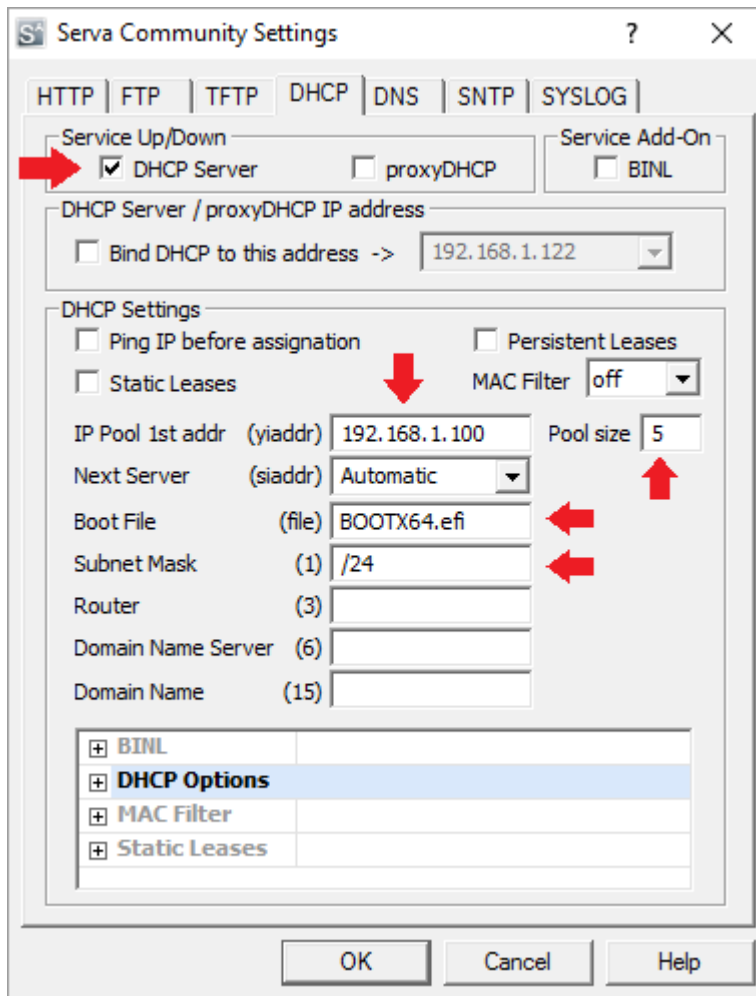 Serva Community Settings ? ×
HTTP FTP TFTP DHCP DNS SNTP SYSLOG
Service Up/Down Service Add-On
DHCP Server proxyDHCP BINL
DHCP Server / proxyDHCP IP address
Bind DHCP to this address -> 192.168.1.122
DHCP Settings
Ping IP before assignation Persistent Leases
Static Leases MAC Filter off
IP Pool 1st addr (yiaddr) 192.168.1.100 Pool size 5
Next Server (siaddr) Automatic
Boot File (file) BOOTX64.efi
Subnet Mask (1) /24
Router (3)
Domain Name Server (6)
Domain Name (15)
BINL
DHCP Options
MAC Filter
Static Leases
OK Cancel Help